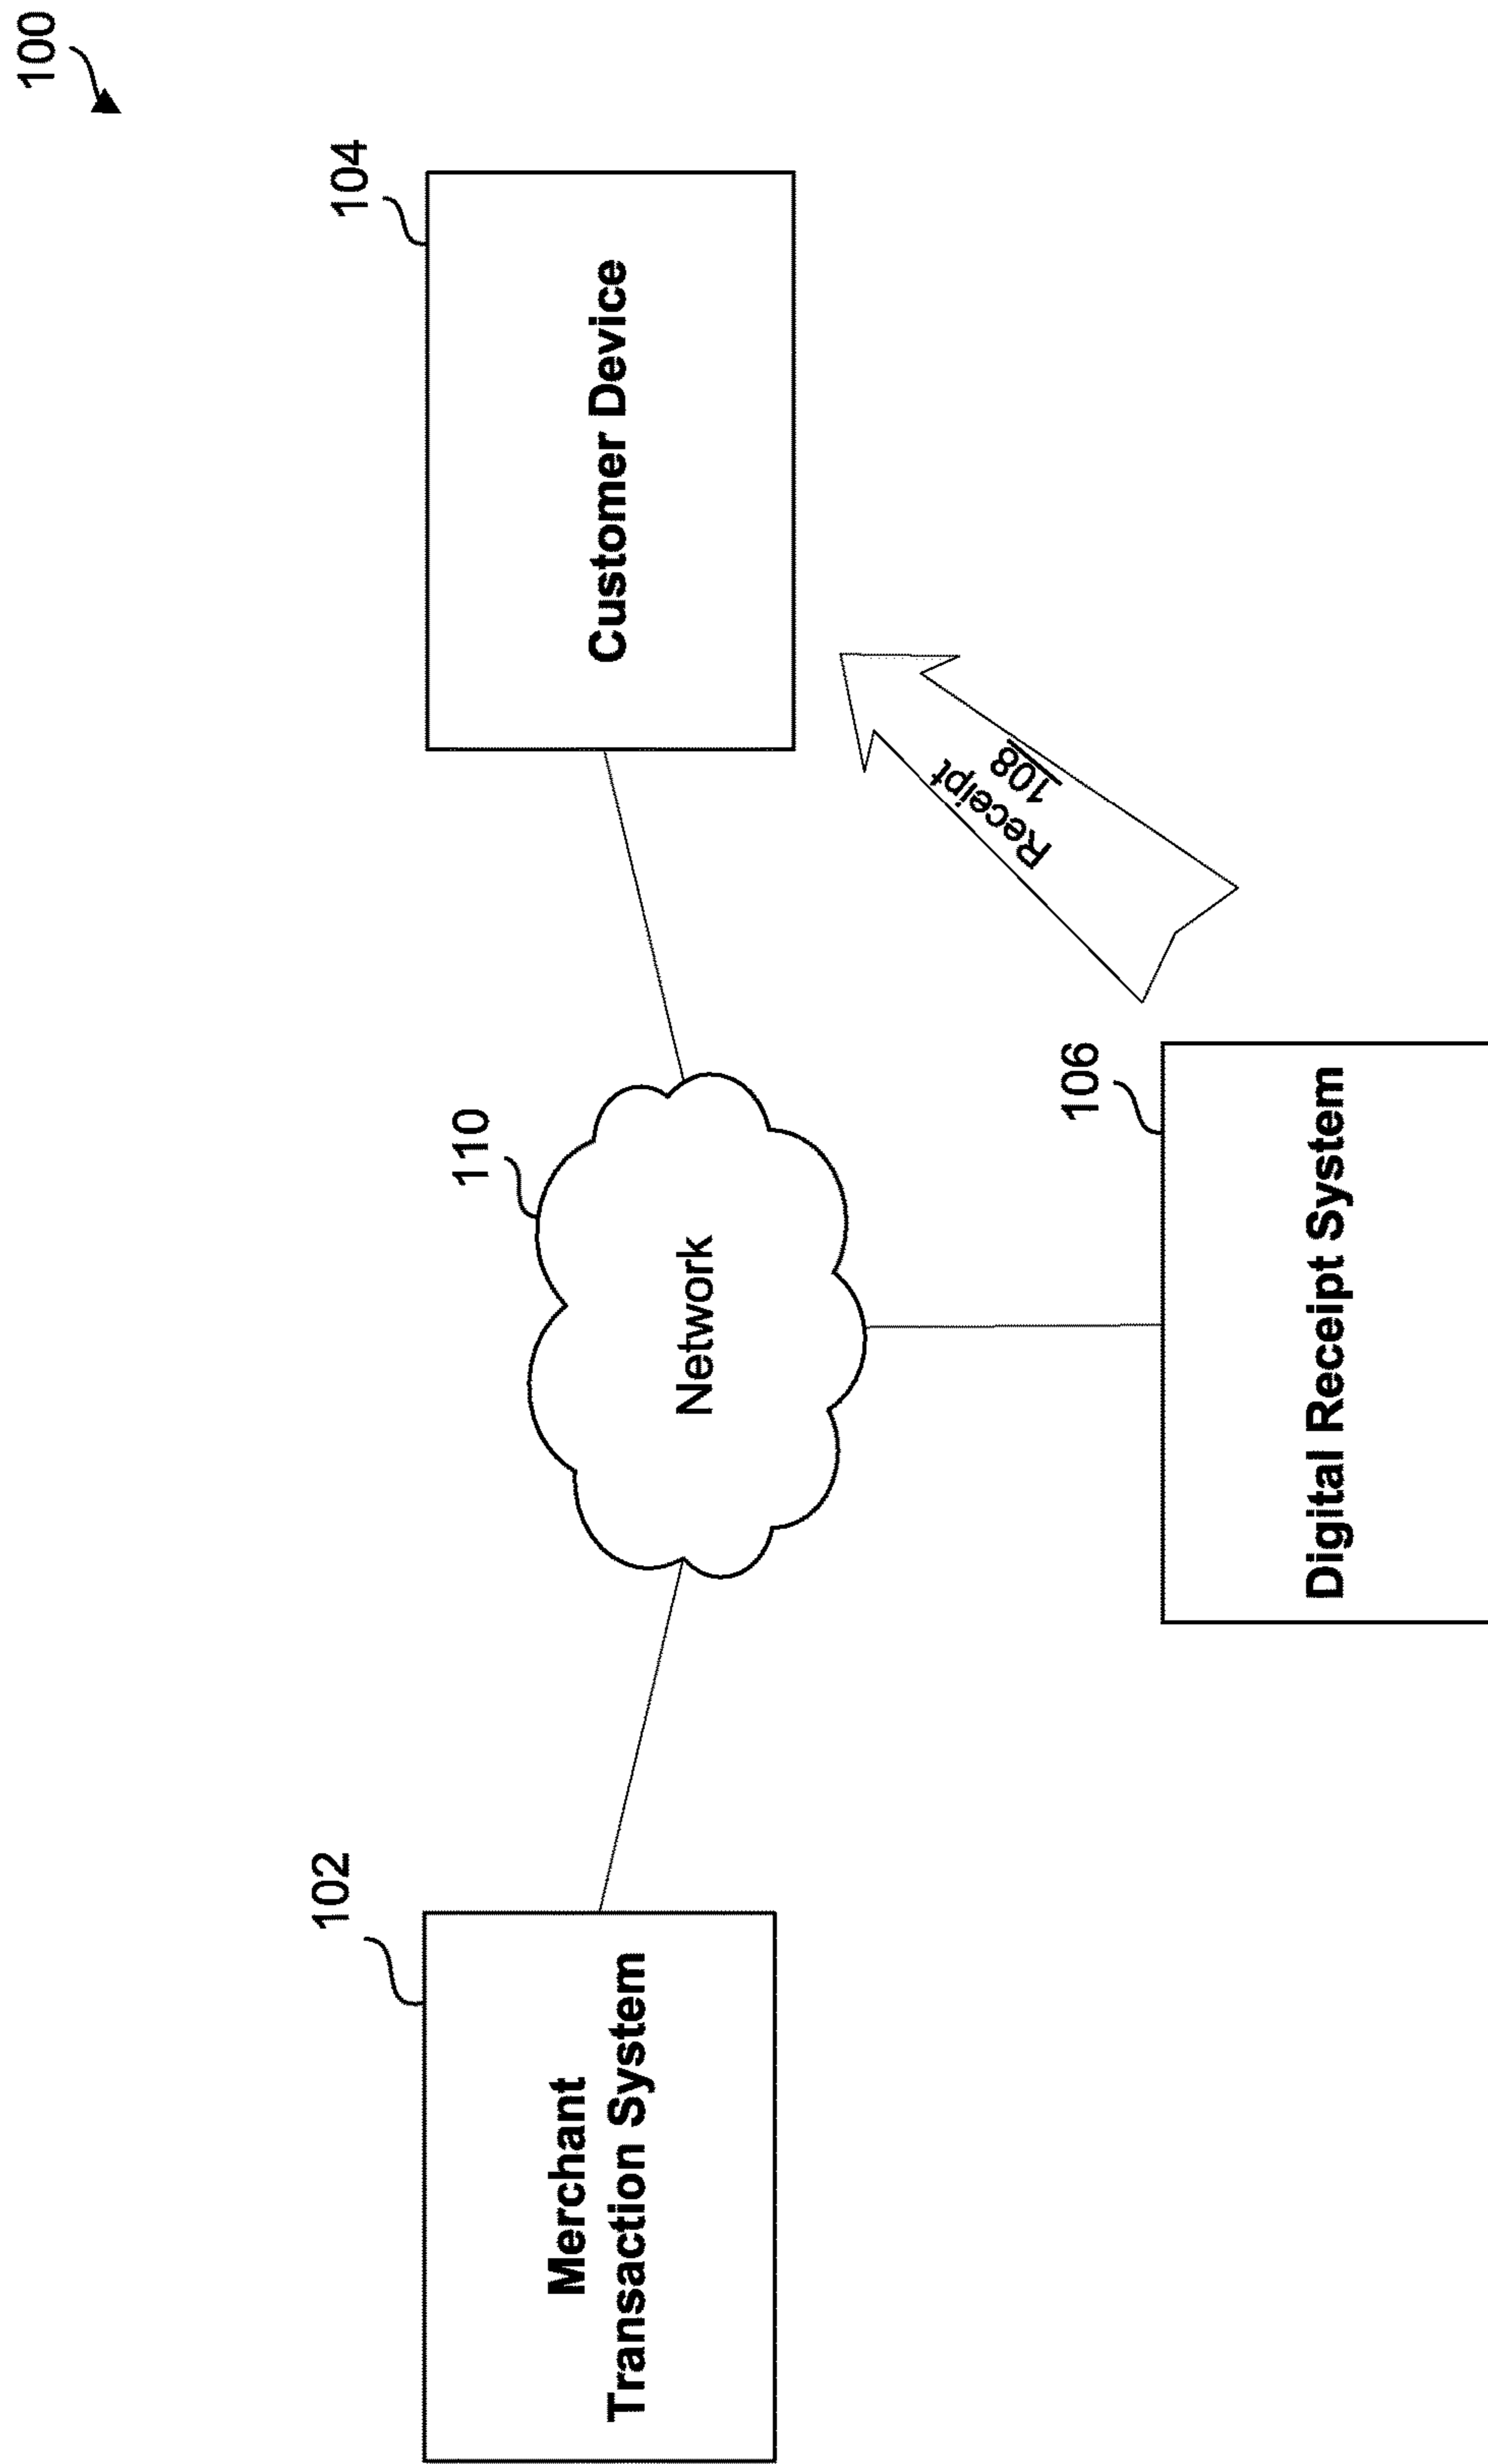 100
102
Merchant
Transaction System
110
Network
104
Customer Device
106
Digital Receipt System
Receipt
108